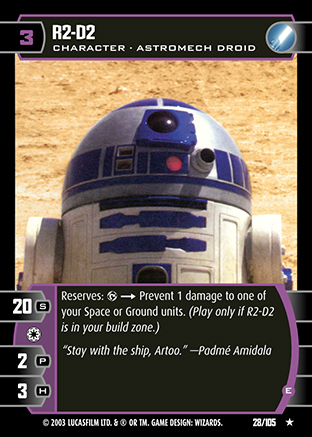 3
R2-D2
CHARACTER · ASTROMECH DROID
20 S
2 P
3 H
Reserves: → Prevent 1 damage to one of
your Space or Ground units. (Play only if R2-D2
is in your build zone.)
“Stay with the ship, Artoo.” —Padmé Amidala
E
© 2003 LUCASFILM LTD. & ® OR TM. GAME DESIGN: WIZARDS.
28/105 ★